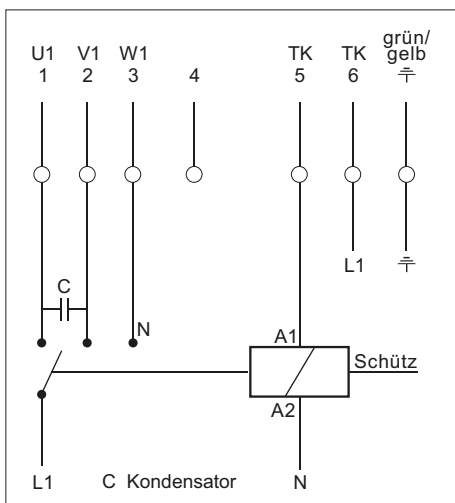 grün/
U1 V1 W1 TK TK gelb
1 2 3 4 5 6
L1
C
N
A1
Schütz
A2
L1 C Kondensator N